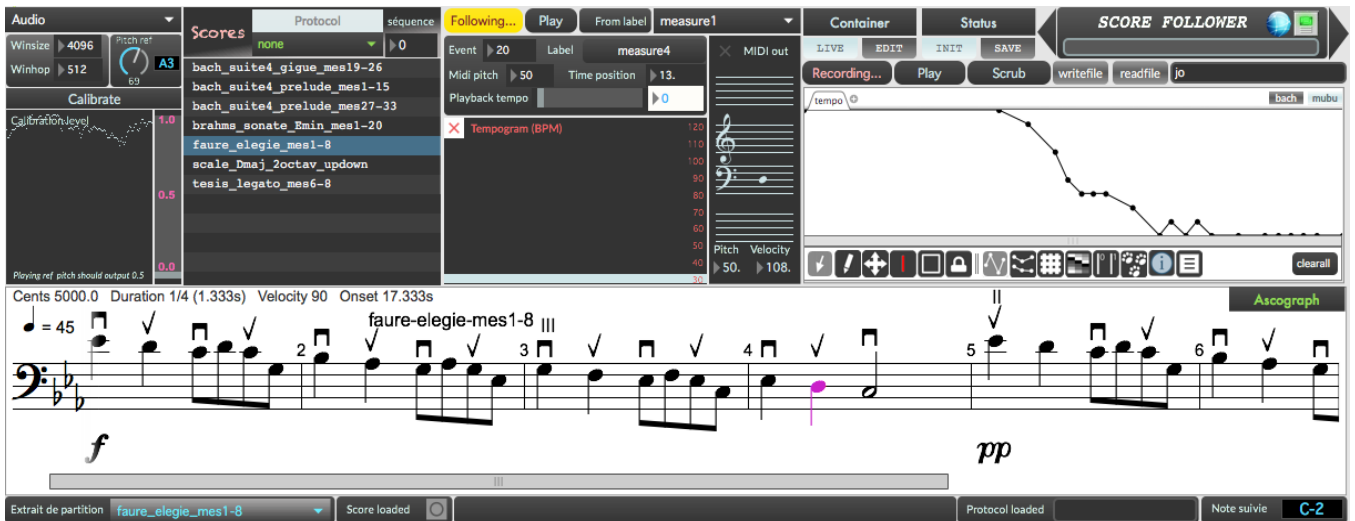 Audio
Winsize 4096
Winhop 512
Pitch ref
69
A3
Calibrate
Calibration level
1.0
0.5
0.0
Playing ref pitch should output 0.5
Scores
Protocol
séquence
none
0
bach_suite4_gigue_mes19-26
bach_suite4_prelude_mes1-15
bach_suite4_prelude_mes27-33
brahms_sonate_Emin_mes1-20
faure_elegie_mes1-8
scale_Dmaj_2octav_updown
tesis_legato_mes6-8
Following... Play From label measure1
Event 20 Label measure4
Midi pitch 50 Time position 13.
Playback tempo 0
Tempogram (BPM)
120
110
100
90
80
70
60
50
40
30
MIDI out
Pitch Velocity
50. 108.
Container Status
LIVE EDIT INIT SAVE
SCORE FOLLOWER
Recording... Play Scrub writefile readfile jo
tempo
bach mubu
clearall
Cents 5000.0 Duration 1/4 (1.333s) Velocity 90 Onset 17.333s
Ascograph
= 45
faure-elegie-mes1-8
III
II
2 3 4 5 6
f
pp
Extrait de partition faure_elegie_mes1-8 Score loaded
Protocol loaded
Note suivie C-2